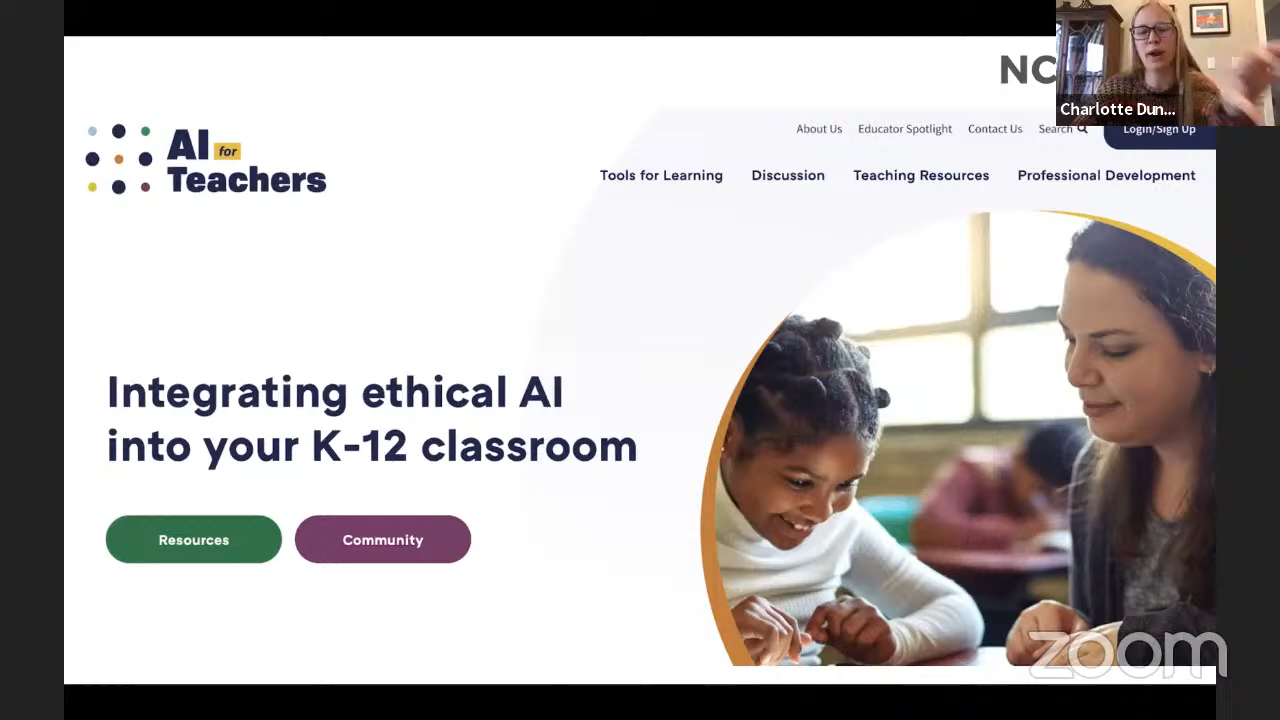 NC
Charlotte Dun...
About Us Educator Spotlight Contact Us Search Login/Sign Up
AI for
Teachers
Tools for Learning Discussion Teaching Resources Professional Development
Integrating ethical AI
into your K-12 classroom
Resources Community
zoom